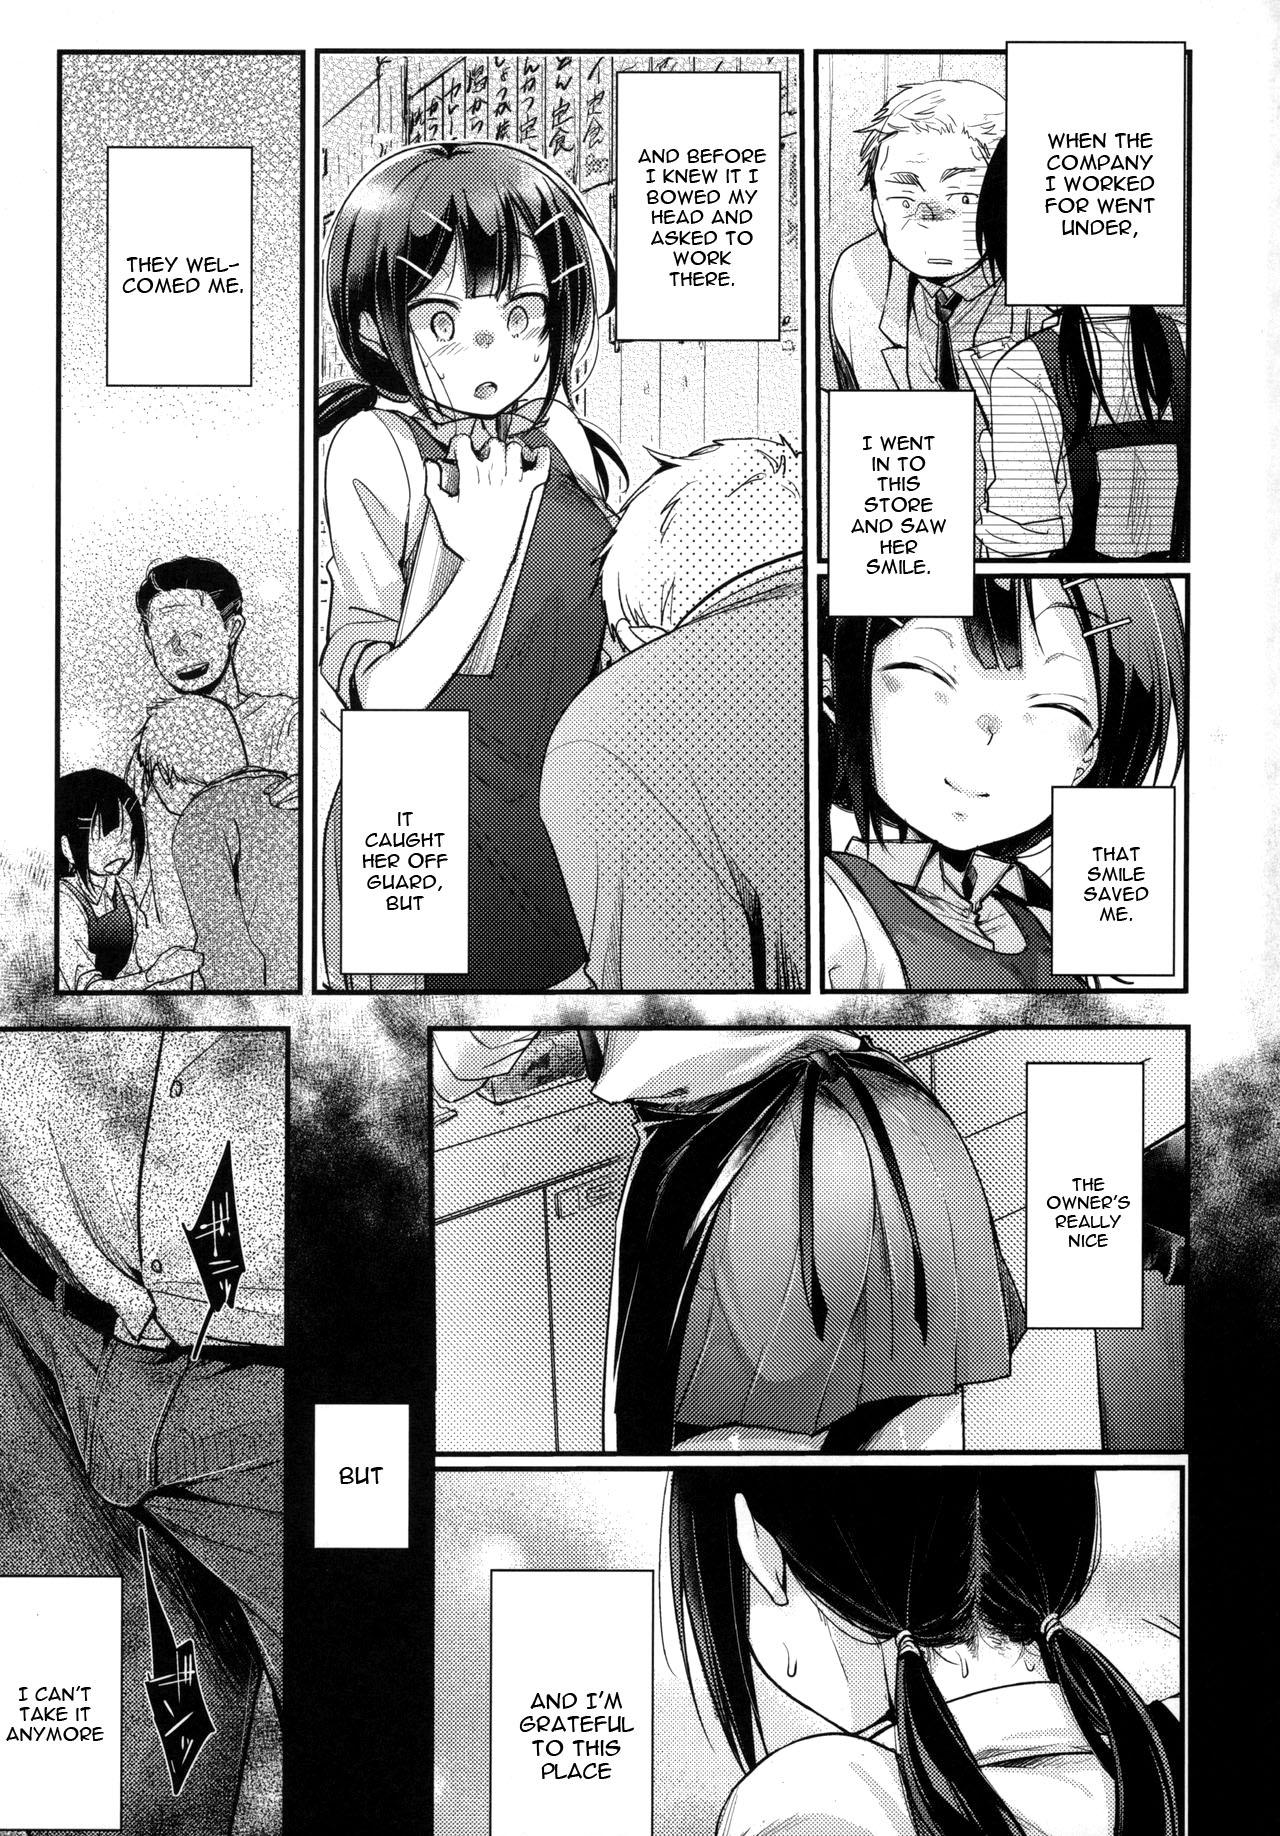 WHEN THE
COMPANY
I WORKED
FOR WENT
UNDER,
I WENT
IN TO
THIS
STORE
AND SAW
HER
SMILE.
THAT
SMILE
SAVED
ME.
AND BEFORE
I KNEW IT I
BOWED MY
HEAD AND
ASKED TO
WORK
THERE.
IT
CAUGHT
HER OFF
GUARD,
BUT
THEY WEL-
COMED ME.
THE
OWNER'S
REALLY
NICE
AND I'M
GRATEFUL
TO THIS
PLACE
BUT
I CAN'T
TAKE IT
ANYMORE